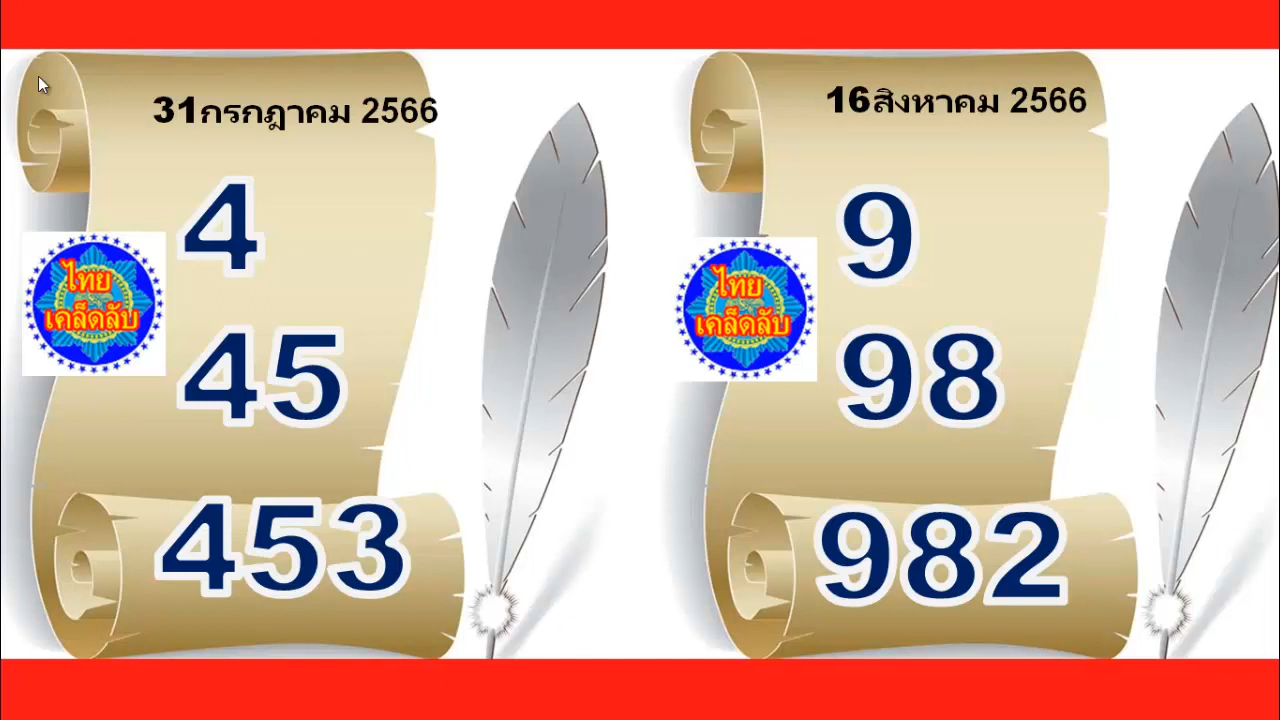 31กรกฎาคม 2566
4
45
453
ไทย
เคล็ดลับ
16สิงหาคม 2566
9
98
982
ไทย
เคล็ดลับ